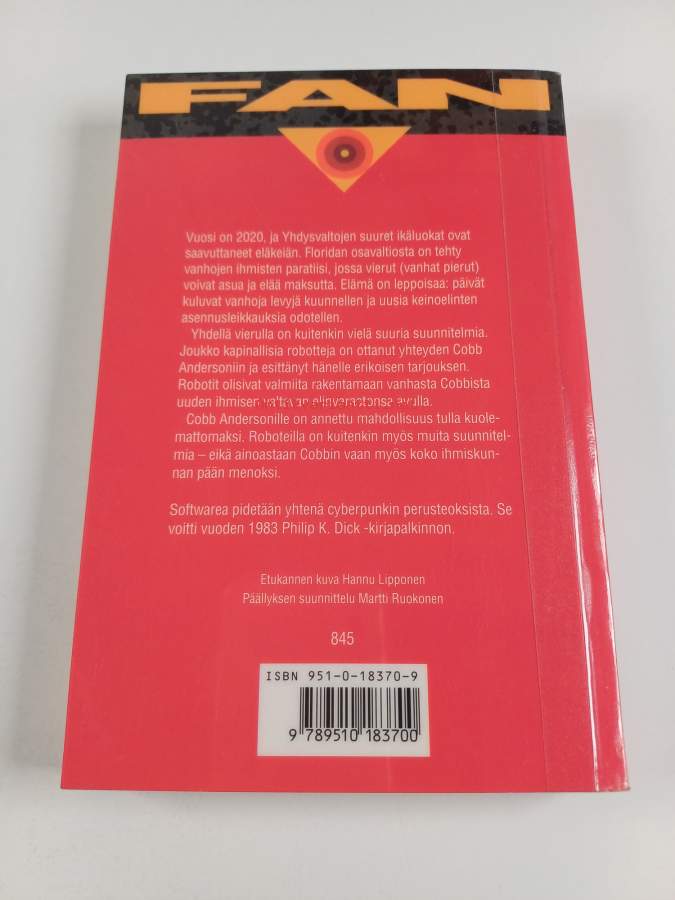 FAN
Vuosi on 2020, ja Yhdysvaltojen suuret ikäluokat ovat
saavuttaneet eläkeiän. Floridan osavaltiosta on tehty
vanhojen ihmisten paratiisi, jossa vierut (vanhat pierut)
voivat asua ja elää maksutta. Elämä on leppoisaa: päivät
kuluvat vanhoja levyjä kuunnellen ja uusia keinoelinten
asennusleikkauksia odotellen.
Yhdellä vierulla on kuitenkin vielä suuria suunnitelmia.
Joukko kapinallisia robotteja on ottanut yhteyden Cobb
Andersoniin ja esittänyt hänelle erikoisen tarjouksen.
Robotit olisivat valmiita rakentamaan vanhasta Cobbista
uuden ihmisen valtavan elinvarastonsa avulla.
Cobb Andersonille on annettu mahdollisuus tulla kuole-
mattomaksi. Roboteilla on kuitenkin myös muita suunnitel-
mia – eikä ainoastaan Cobbin vaan myös koko ihmiskun-
nan pään menoksi.
Softwarea pidetään yhtenä cyberpunkin perusteoksista. Se
voitti vuoden 1983 Philip K. Dick -kirjapalkinnon.
Etukannen kuva Hannu Lipponen
Päällyksen suunnittelu Martti Ruokonen
845
ISBN 951-0-18370-9
9 789510 183700